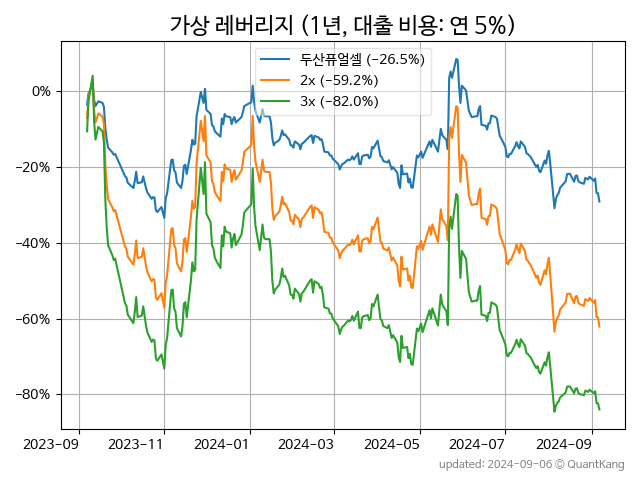 가상 레버리지 (1년, 대출 비용: 연 5%)
두산퓨얼셀 (−26.5%)
2x (−59.2%)
3x (−82.0%)
0%
−20%
−40%
−60%
−80%
2023-09 2023-11 2024-01 2024-03 2024-05 2024-07 2024-09
updated: 2024-09-06 © QuantKang